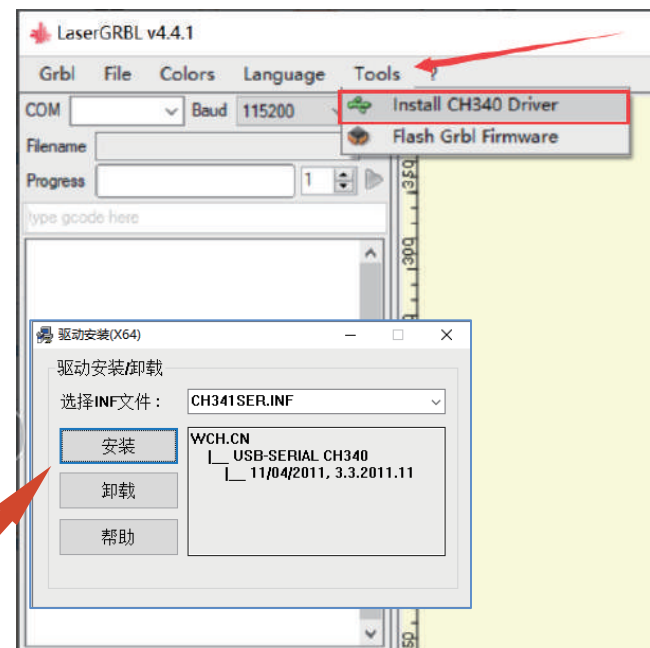 LaserGRBL v4.4.1
Grbl File Colors Language Tools ?
Install CH340 Driver
Flash Grbl Firmware
COM Baud 115200
Filename
Progress 1
type gcode here
350
300
驱动安装(X64)
驱动安装/卸载
选择INF文件：
CH341SER.INF
安装
卸载
帮助
WCH.CN
|__ USB-SERIAL CH340
|__ 11/04/2011, 3.3.2011.11